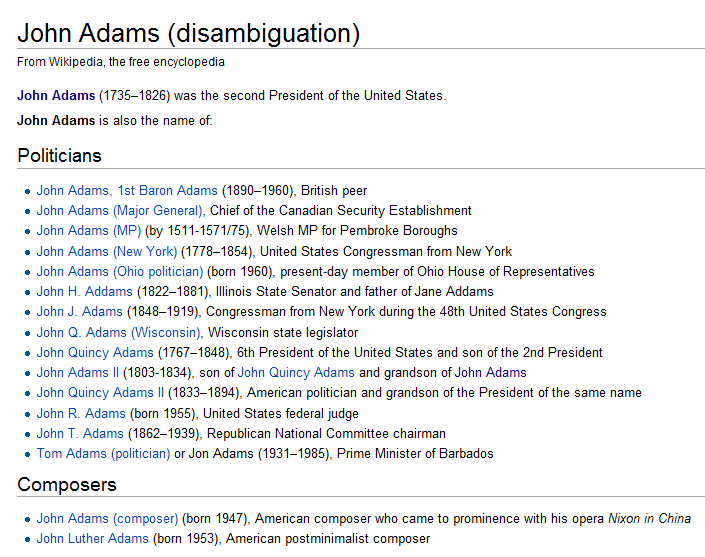 John Adams (disambiguation)
From Wikipedia, the free encyclopedia
John Adams (1735–1826) was the second President of the United States.
John Adams is also the name of:
Politicians
John Adams, 1st Baron Adams (1890–1960), British peer
John Adams (Major General), Chief of the Canadian Security Establishment
John Adams (MP) (by 1511-1571/75), Welsh MP for Pembroke Boroughs
John Adams (New York) (1778–1854), United States Congressman from New York
John Adams (Ohio politician) (born 1960), present-day member of Ohio House of Representatives
John H. Addams (1822–1881), Illinois State Senator and father of Jane Addams
John J. Adams (1848–1919), Congressman from New York during the 48th United States Congress
John Q. Adams (Wisconsin), Wisconsin state legislator
John Quincy Adams (1767–1848), 6th President of the United States and son of the 2nd President
John Adams II (1803-1834), son of John Quincy Adams and grandson of John Adams
John Quincy Adams II (1833–1894), American politician and grandson of the President of the same name
John R. Adams (born 1955), United States federal judge
John T. Adams (1862–1939), Republican National Committee chairman
Tom Adams (politician) or Jon Adams (1931–1985), Prime Minister of Barbados
Composers
John Adams (composer) (born 1947), American composer who came to prominence with his opera Nixon in China
John Luther Adams (born 1953), American postminimalist composer